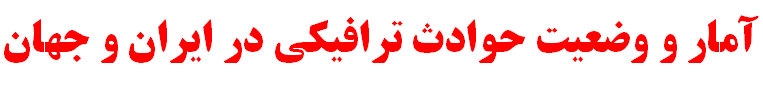 آمار و وضعیت حوادث ترافیکی در ایران و جهان